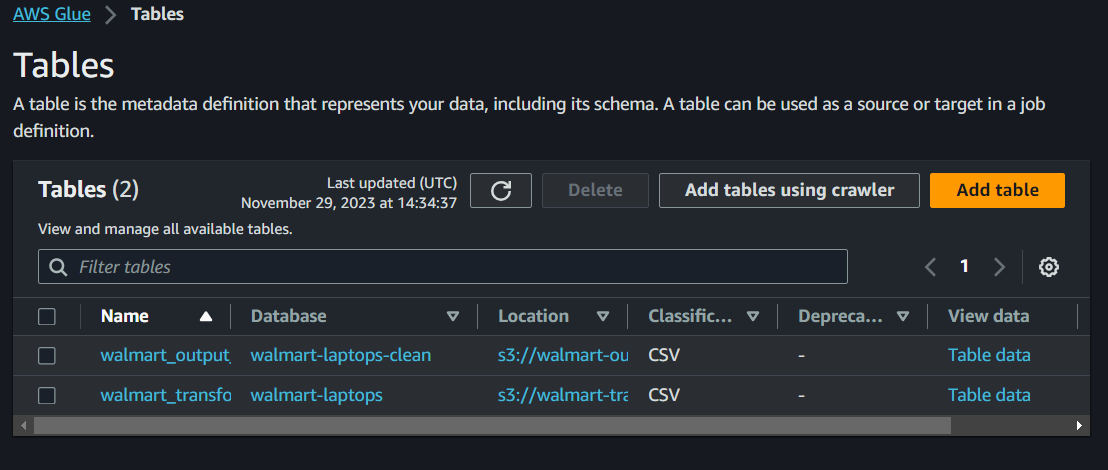 AWS Glue > Tables
Tables
A table is the metadata definition that represents your data, including its schema. A table can be used as a source or target in a job
definition.
Tables (2)
Last updated (UTC)
November 29, 2023 at 14:34:37
Delete
Add tables using crawler
Add table
View and manage all available tables.
Filter tables
1
Name Database Location Classific... Depreca... View data
walmart_output_ walmart-laptops-clean s3://walmart-ou CSV - Table data
walmart_transfo walmart-laptops s3://walmart-tra CSV - Table data